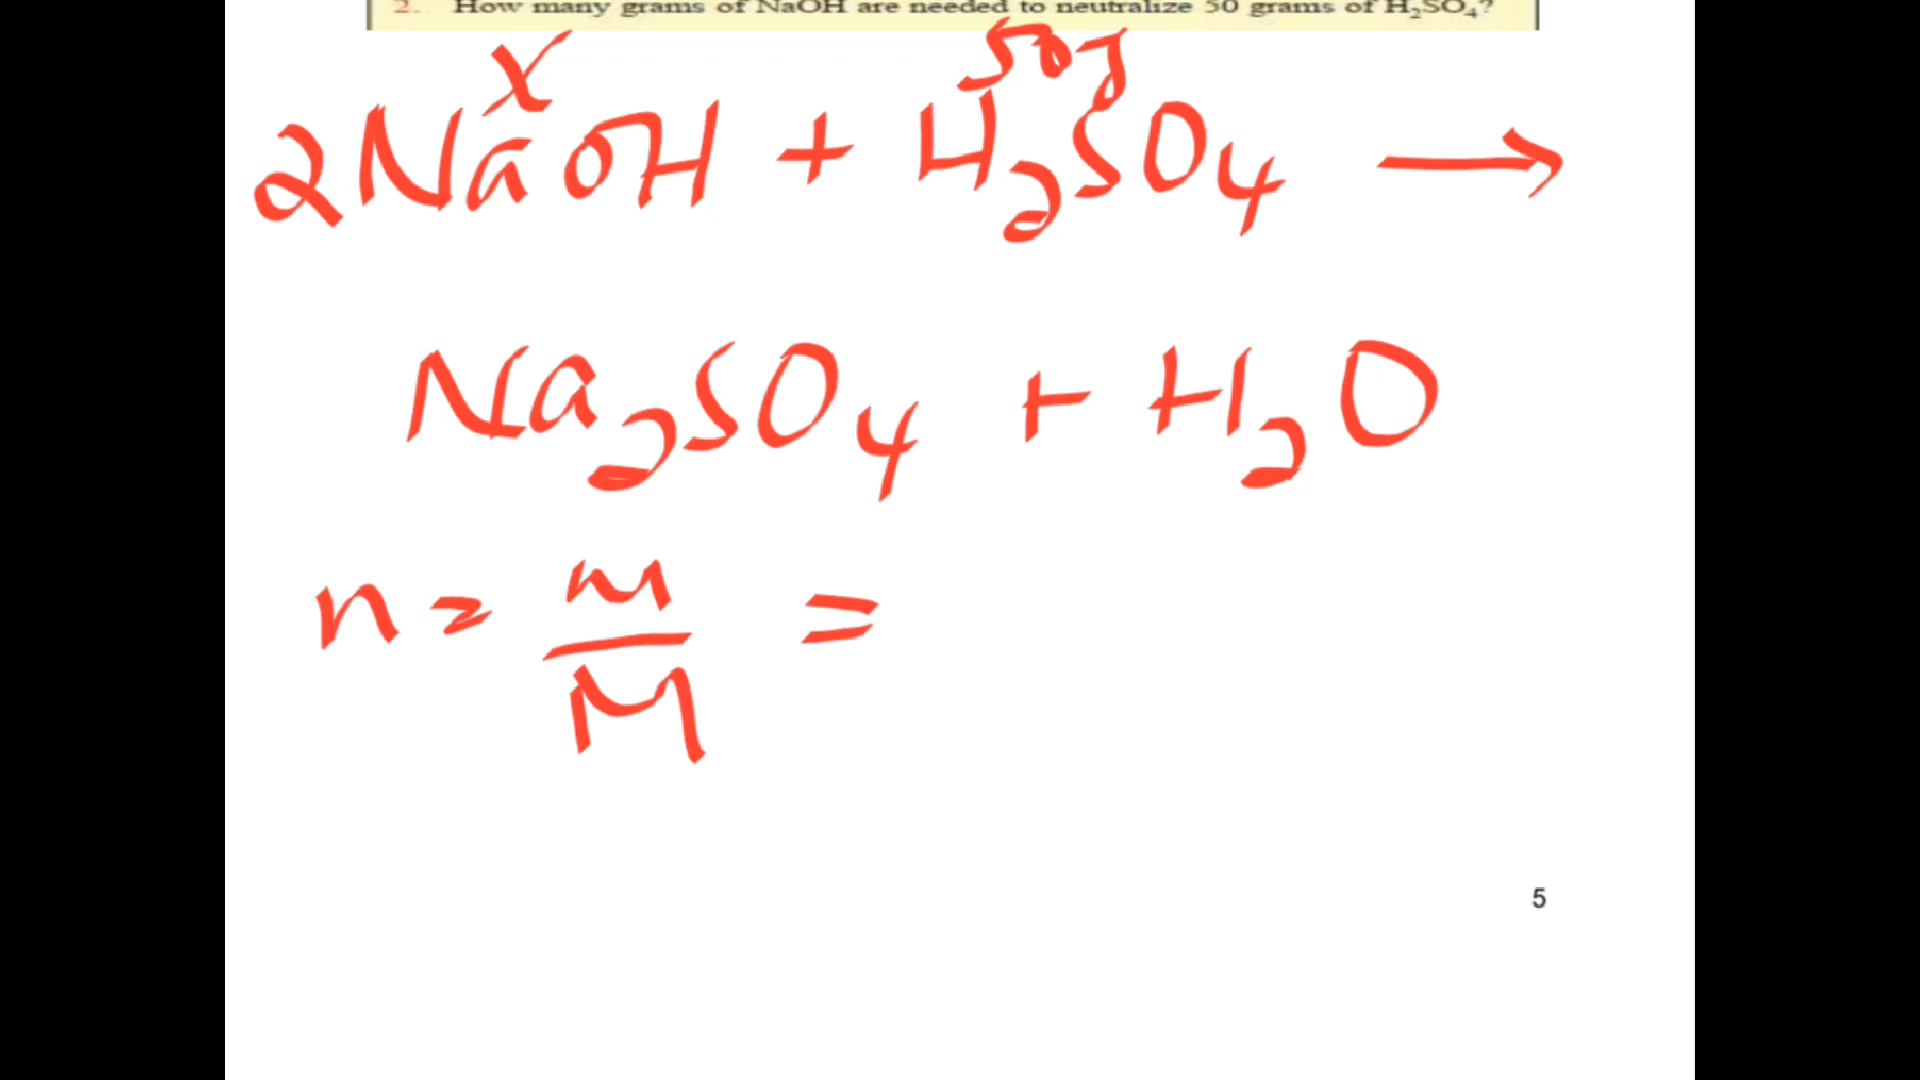 2. How many grams of NaOH are needed to neutralize 50 grams of H₂SO₄?
x 50g
2NaOH + H₂SO₄ →
Na₂SO₄ + H₂O
n = m/M =
5